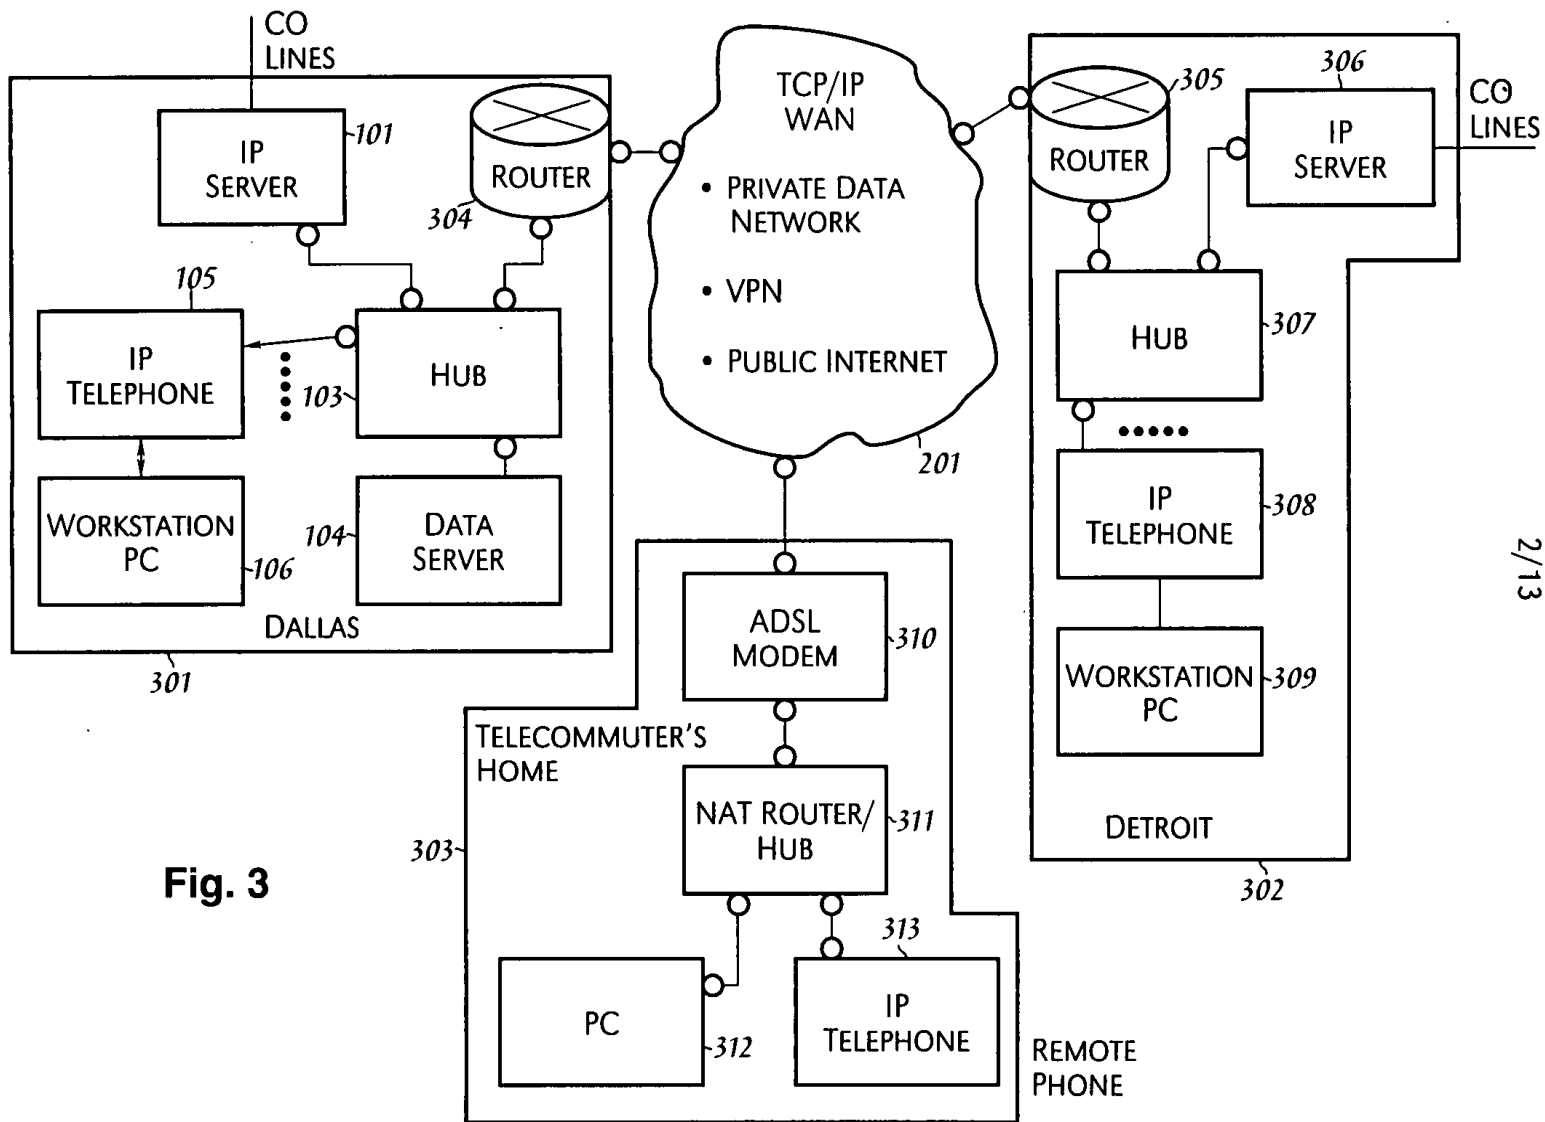 CO
LINES
IP
SERVER
101
ROUTER
304
105
IP
TELEPHONE
HUB
103
WORKSTATION
PC
106
DATA
SERVER
104
DALLAS
301
TCP/IP
WAN
• PRIVATE DATA
NETWORK
• VPN
• PUBLIC INTERNET
201
305
ROUTER
306
IP
SERVER
CO
LINES
HUB
307
IP
TELEPHONE
308
WORKSTATION
PC
309
DETROIT
302
ADSL
MODEM
310
TELECOMMUTER'S
HOME
NAT ROUTER/
HUB
311
303
PC
312
313
IP
TELEPHONE
REMOTE
PHONE
Fig. 3
2/13